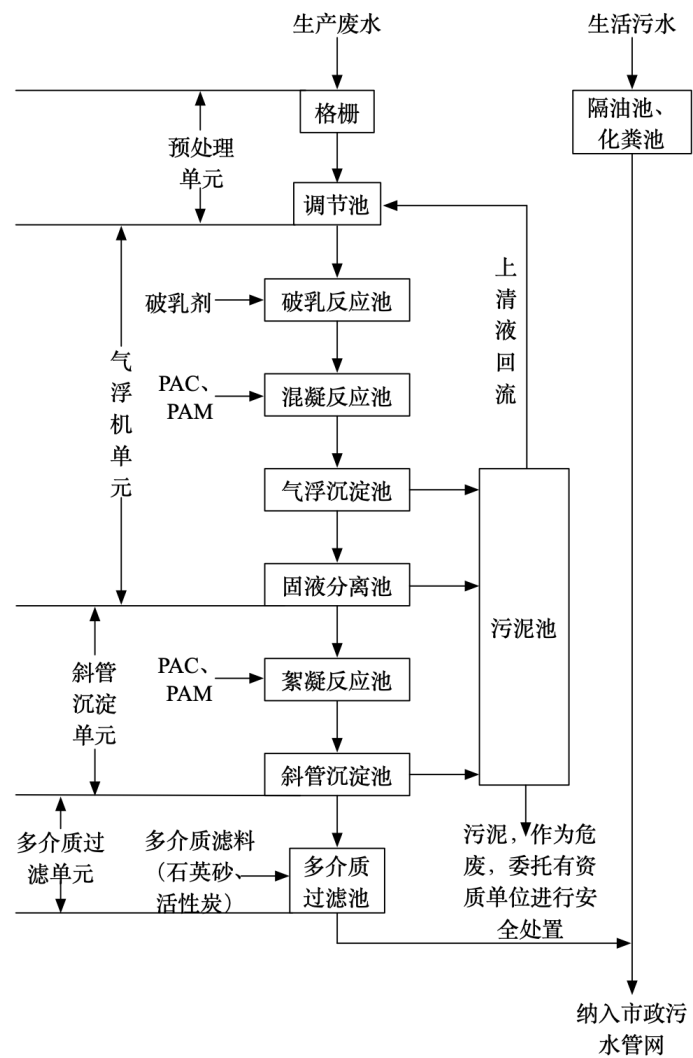 生产废水
生活污水
格栅
隔油池、
化粪池
预处理
单元
调节池
上清液回流
破乳剂
破乳反应池
气浮机单元
PAC、
PAM
混凝反应池
气浮沉淀池
固液分离池
污泥池
斜管
沉淀
单元
PAC、
PAM
絮凝反应池
斜管沉淀池
多介质过
滤单元
多介质滤料
（石英砂、
活性炭）
多介质
过滤池
污泥，作为危
废，委托有资
质单位进行安
全处置
纳入市政污
水管网